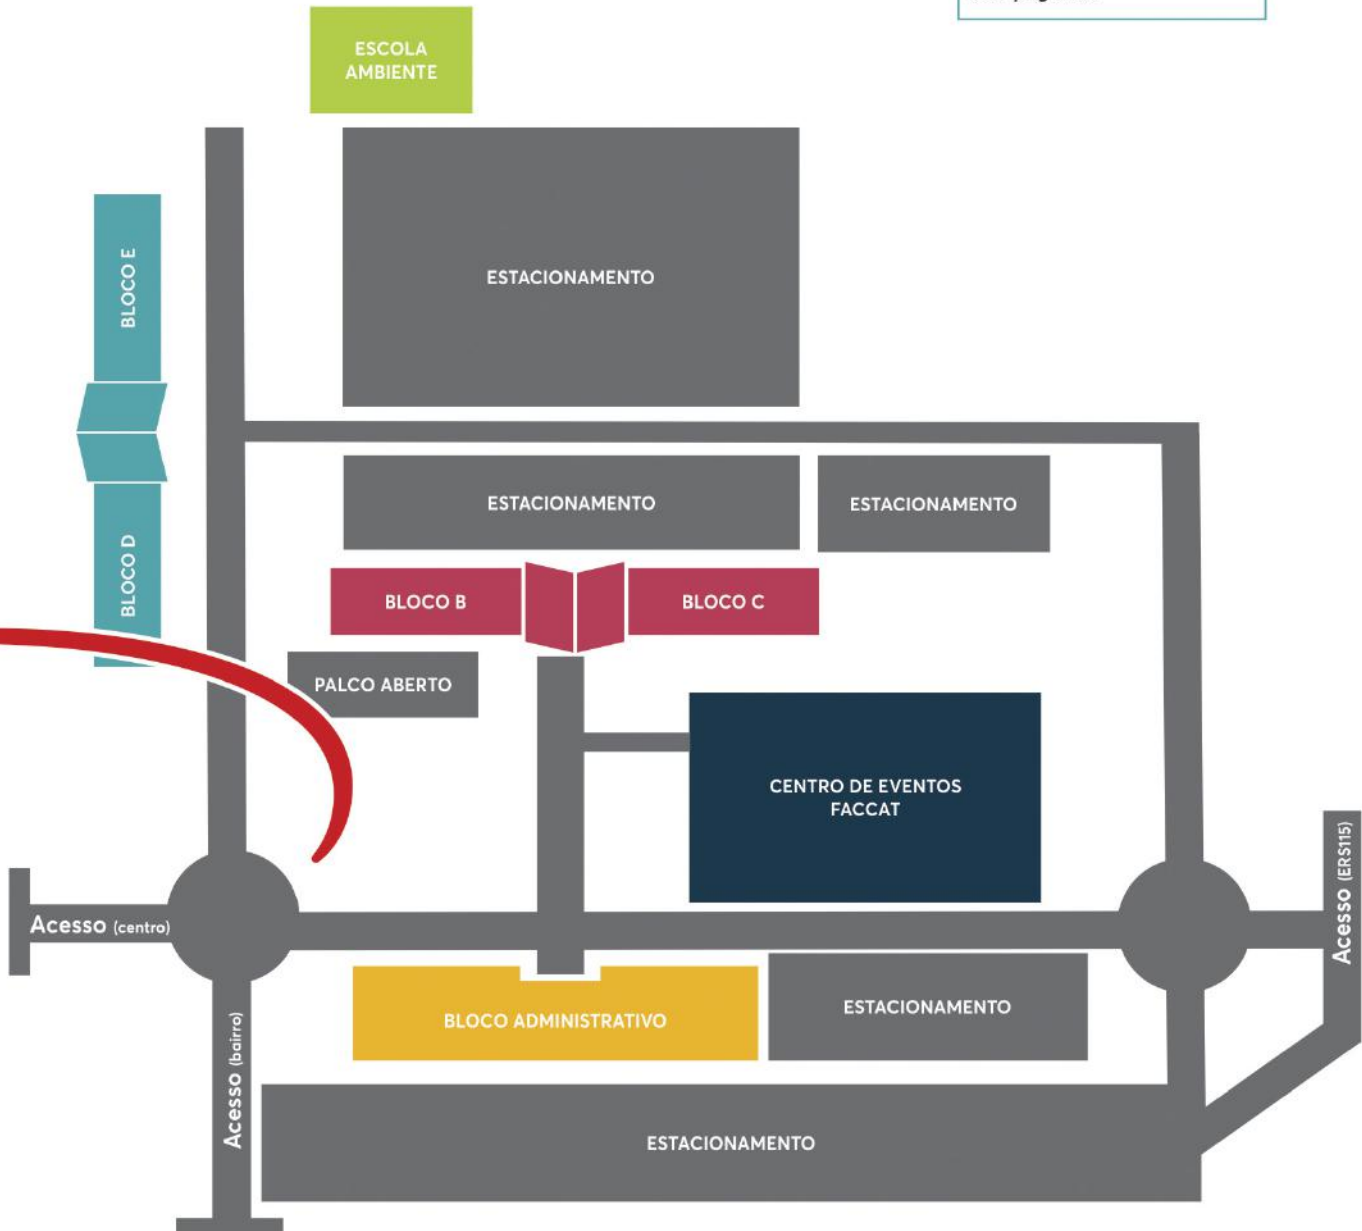 ESCOLA
AMBIENTE
BLOCO E
ESTACIONAMENTO
ESTACIONAMENTO
ESTACIONAMENTO
BLOCO D
BLOCO B
BLOCO C
PALCO ABERTO
CENTRO DE EVENTOS
FACCAT
Acesso (ERS115)
Acesso (centro)
BLOCO ADMINISTRATIVO
ESTACIONAMENTO
Acesso (bairro)
ESTACIONAMENTO